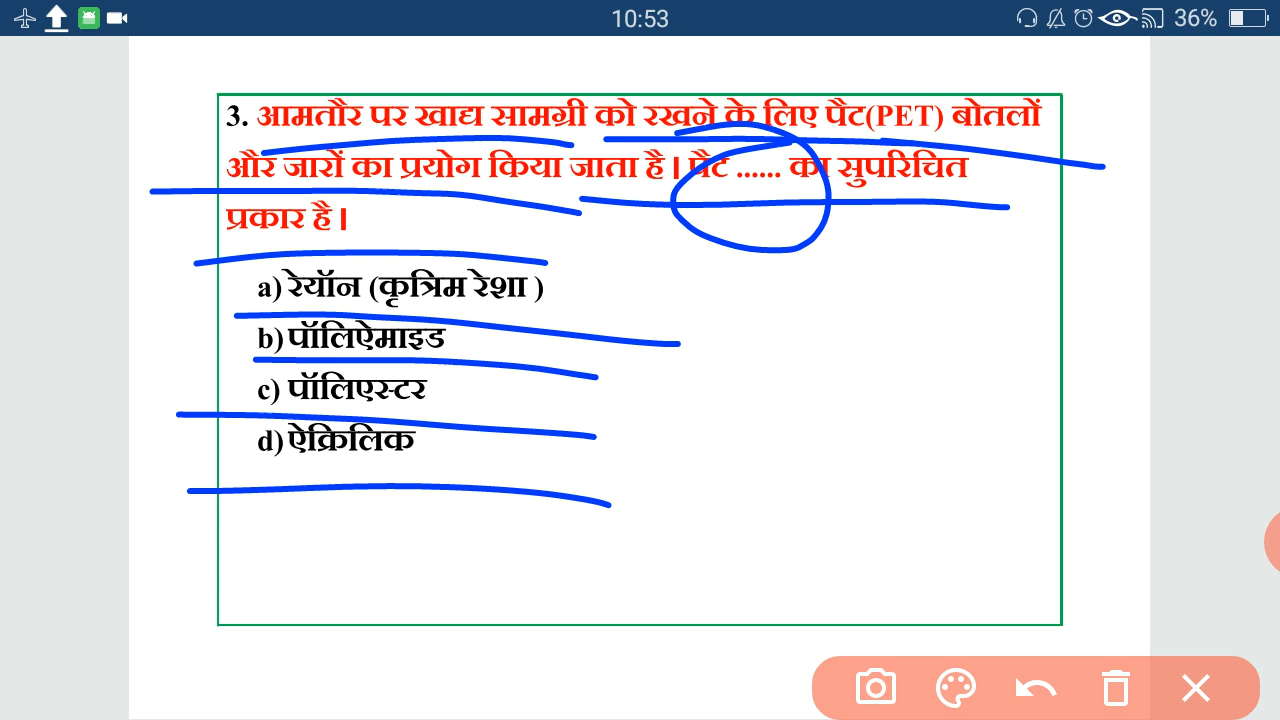 10:53
36%
3. आमतौर पर खाद्य सामग्री को रखने के लिए पैट(PET) बोतलों
और जारों का प्रयोग किया जाता है। पैट ...... का सुपरिचित
प्रकार है।
a) रेयॉन (कृत्रिम रेशा )
b) पॉलिऐमाइड
c) पॉलिएस्टर
d) ऐक्रिलिक